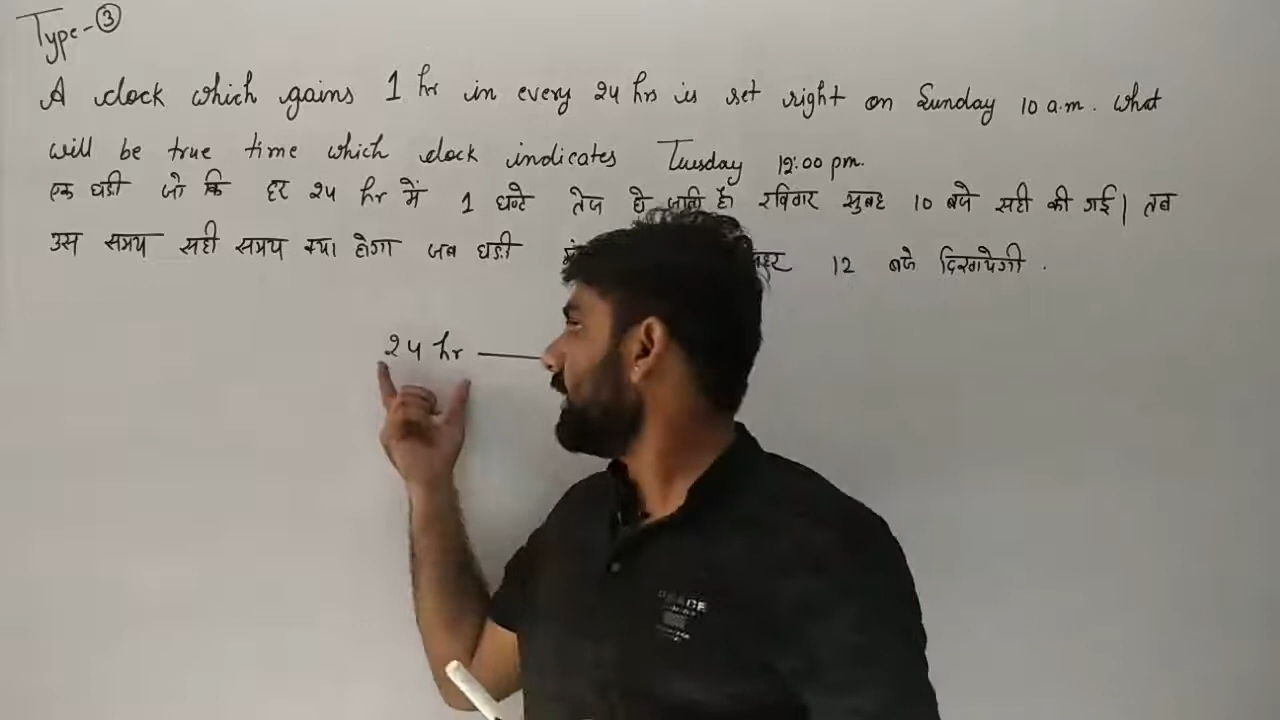 Type-③
A clock which gains 1 hr in every 24 hrs is set right on Sunday 10 a.m. what
will be true time which clock indicates Tuesday 12:00 pm.
एक घड़ी जो कि हर 24 hr में 1 घन्टे तेज हो जाती है। रविवार सुबह 10 बजे सही की गई। तब
उस समय सही समय क्या होगा जब घड़ी 12 बजे दिखायेगी .
24 hr